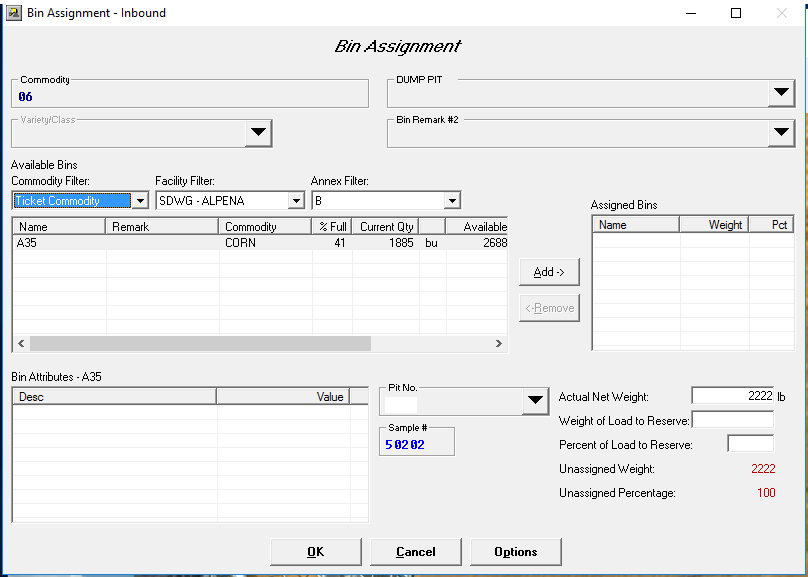 Bin Assignment - Inbound
Bin Assignment
Commodity
06
DUMP PIT
Variety/Class
Bin Remark #2
Available Bins
Commodity Filter: Facility Filter: Annex Filter:
Ticket Commodity SDWG - ALPENA B
Assigned Bins
Name Remark Commodity % Full Current Qty Available
A35 CORN 41 1885 bu 2688
Name Weight Pct
Add ->
<-Remove
Bin Attributes - A35
Desc Value
Pit No.
Sample #
50202
Actual Net Weight: 2222 lb
Weight of Load to Reserve:
Percent of Load to Reserve:
Unassigned Weight: 2222
Unassigned Percentage: 100
OK Cancel Options